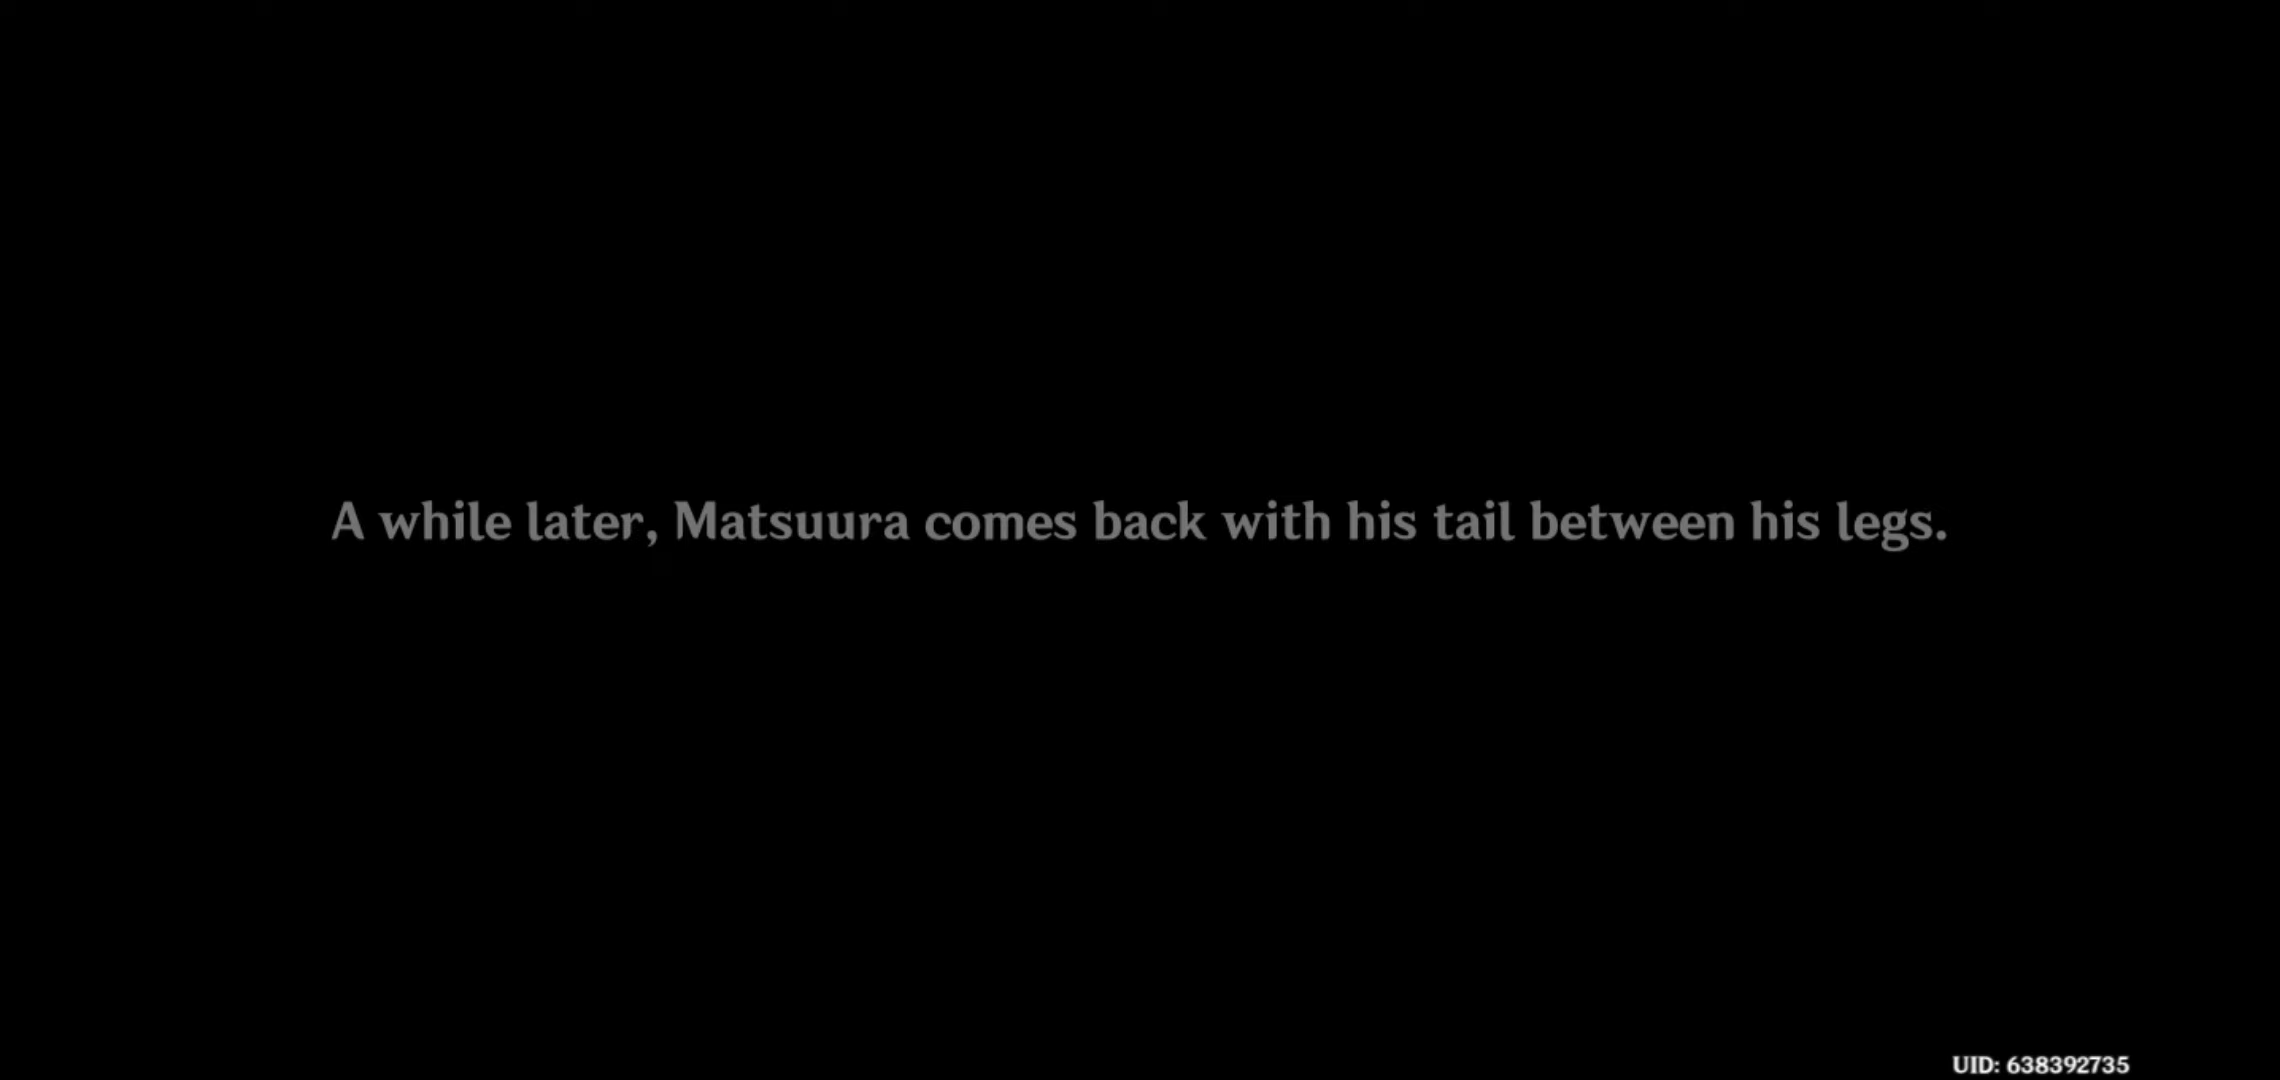 A while later, Matsuura comes back with his tail between his legs.
UID: 638392735